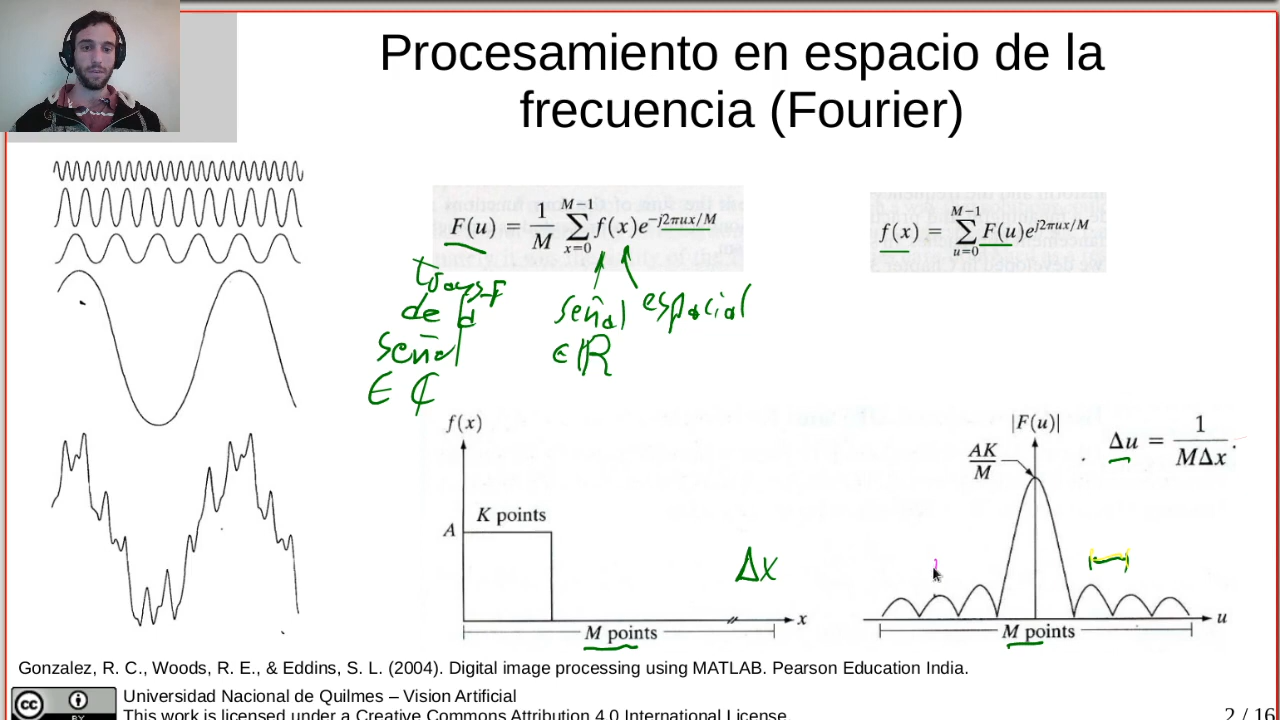 Procesamiento en espacio de la
frecuencia (Fourier)
F(u) = 1/M Σ_{x=0}^{M−1} f(x)e^{−j2πux/M}
f(x) = Σ_{u=0}^{M−1} F(u)e^{j2πux/M}
transf
de la
señal
∈ ℂ
señal
∈ ℝ
espacial
f(x)
A
K points
Δx
x
M points
|F(u)|
AK/M
Δu = 1/(MΔx).
u
M points
Gonzalez, R. C., Woods, R. E., & Eddins, S. L. (2004). Digital image processing using MATLAB. Pearson Education India.
cc
BY
Universidad Nacional de Quilmes – Vision Artificial
This work is licensed under a Creative Commons Attribution 4.0 International License
2 / 16